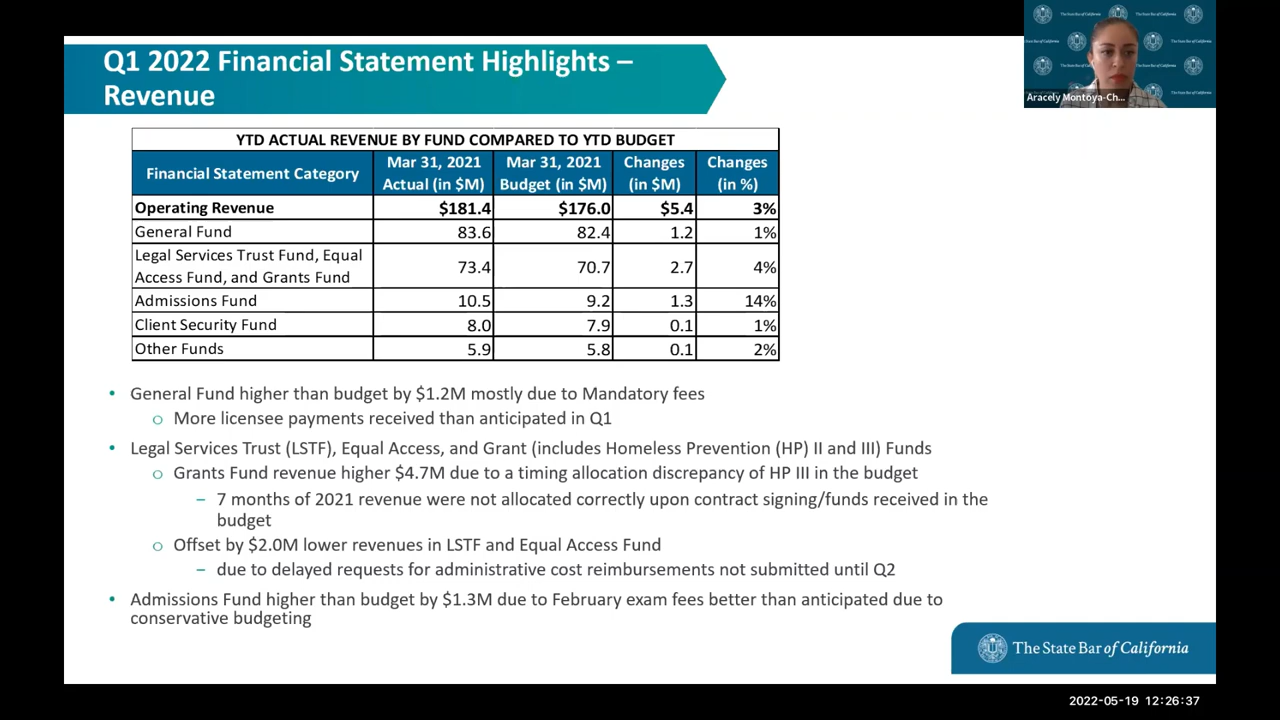 Q1 2022 Financial Statement Highlights –
Revenue
YTD ACTUAL REVENUE BY FUND COMPARED TO YTD BUDGET
Financial Statement Category
Mar 31, 2021
Actual (in $M)
Mar 31, 2021
Budget (in $M)
Changes
(in $M)
Changes
(in %)
Operating Revenue $181.4 $176.0 $5.4 3%
General Fund 83.6 82.4 1.2 1%
Legal Services Trust Fund, Equal
Access Fund, and Grants Fund 73.4 70.7 2.7 4%
Admissions Fund 10.5 9.2 1.3 14%
Client Security Fund 8.0 7.9 0.1 1%
Other Funds 5.9 5.8 0.1 2%
• General Fund higher than budget by $1.2M mostly due to Mandatory fees
o More licensee payments received than anticipated in Q1
• Legal Services Trust (LSTF), Equal Access, and Grant (includes Homeless Prevention (HP) II and III) Funds
o Grants Fund revenue higher $4.7M due to a timing allocation discrepancy of HP III in the budget
– 7 months of 2021 revenue were not allocated correctly upon contract signing/funds received in the
budget
o Offset by $2.0M lower revenues in LSTF and Equal Access Fund
– due to delayed requests for administrative cost reimbursements not submitted until Q2
• Admissions Fund higher than budget by $1.3M due to February exam fees better than anticipated due to
conservative budgeting
The State Bar of California
Aracely Montoya-Ch...
2022-05-19 12:26:37